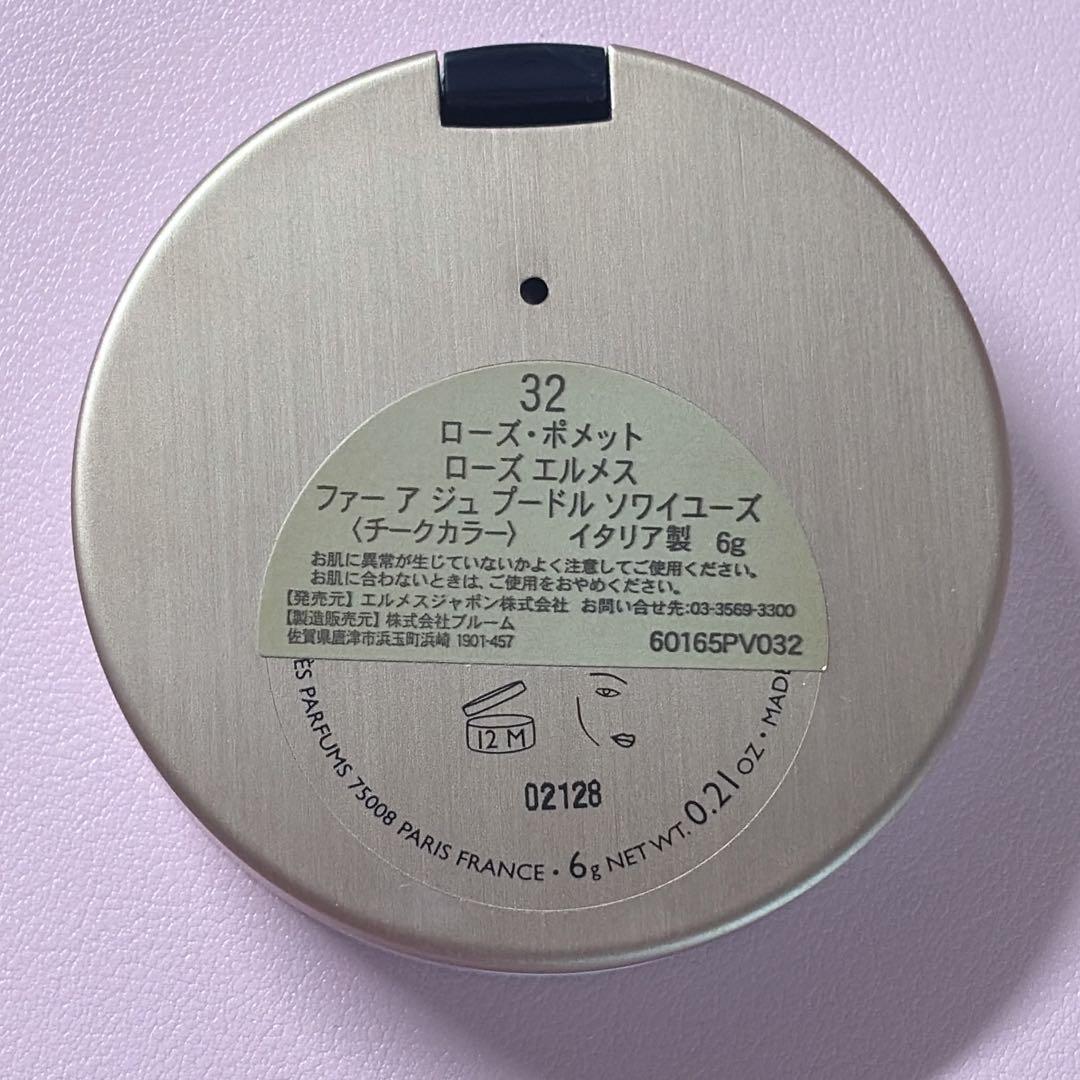 32
ローズ・ポメット
ローズ エルメス
ファー ア ジュ プードル ソワイユーズ
〈チークカラー〉 イタリア製 6g
お肌に異常が生じていないかよく注意してご使用ください。
お肌に合わないときは、ご使用をおやめください。
【発売元】エルメスジャポン株式会社 お問い合せ先:03-3569-3300
【製造販売元】株式会社ブルーム
佐賀県唐津市浜玉町浜崎 1901-457
60165PV032
12 M
02128
ÈS PARFUMS 75008 PARIS FRANCE · 6g NET WT. 0.21 OZ · MADE